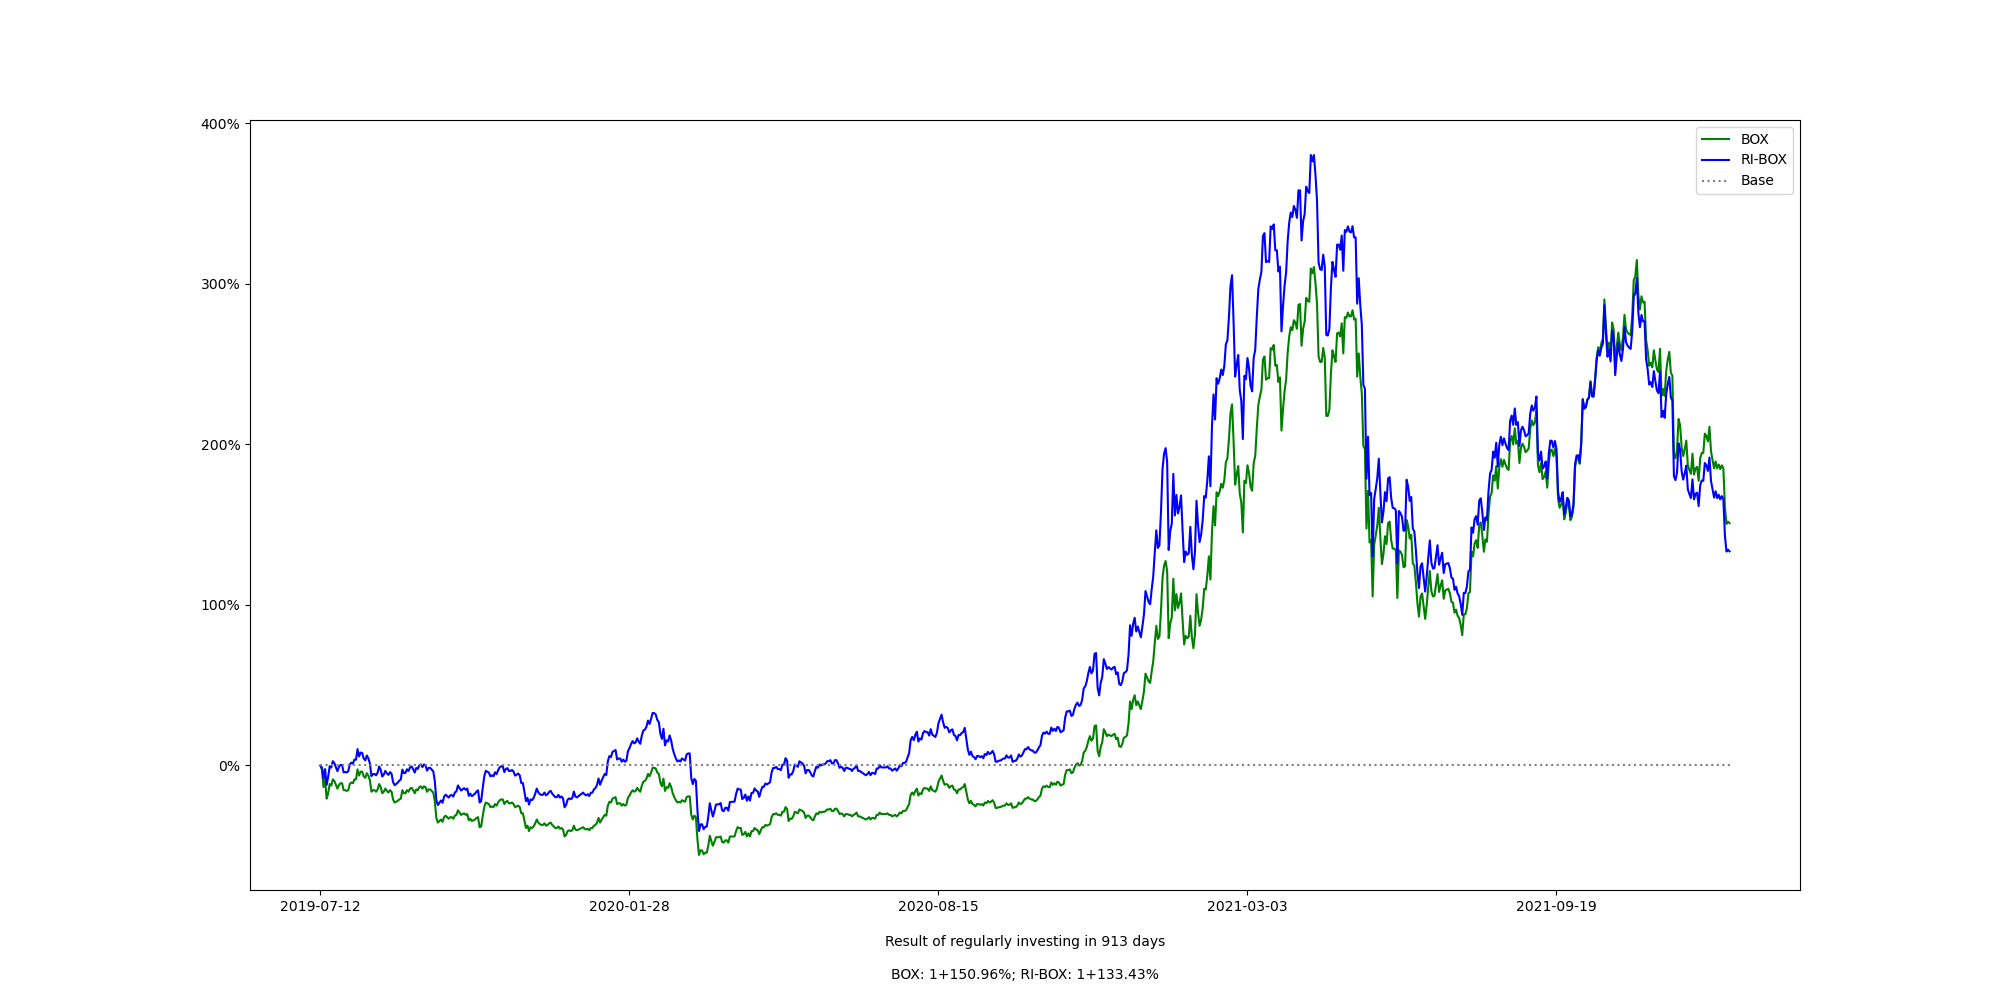 400%
300%
200%
100%
0%
BOX
RI-BOX
Base
2019-07-12 2020-01-28 2020-08-15 2021-03-03 2021-09-19
Result of regularly investing in 913 days
BOX: 1+150.96%; RI-BOX: 1+133.43%